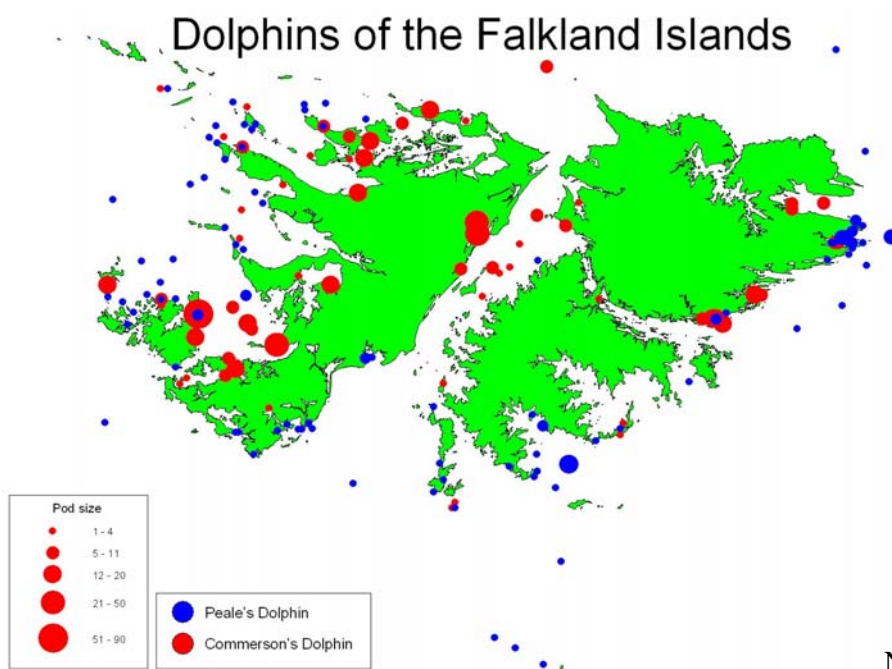 Dolphins of the Falkland Islands
Pod size
1 - 4
5 - 11
12 - 20
21 - 50
51 - 90
Peale's Dolphin
Commerson's Dolphin